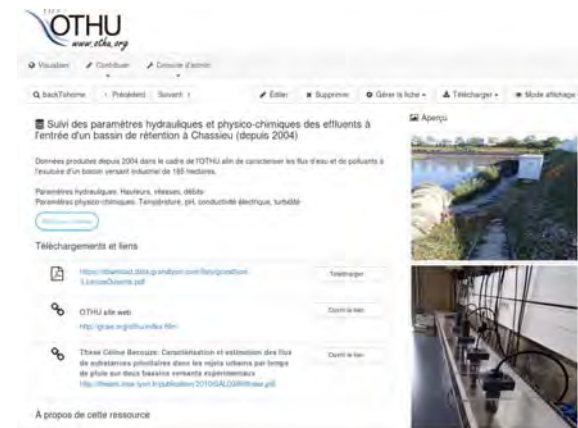 OTHU
www.othu.org
Visualiser Contribuer Console d'admin
backTohome Précédent Suivant Éditer Supprimer Gérer la fiche Télécharger Mode affichage
Suivi des paramètres hydrauliques et physico-chimiques des effluents à
l'entrée d'un bassin de rétention à Chassieu (depuis 2004)
Aperçu
Données produites depuis 2004 dans le cadre de l'OTHU afin de caractériser les flux d'eau et de polluants à
l'exutoire d'un bassin versant industriel de 185 hectares.
Paramètres hydrauliques: Hauteurs, vitesses, débits
Paramètres physico-chimiques: Température, pH, conductivité électrique, turbidité
Téléchargements et liens
Télécharger
OTHU site web
http://graie.org/othu/index.htm
Ouvrir le lien
Thèse Céline Becouze: Caractérisation et estimation des flux
de substances prioritaires dans les rejets urbains par temps
de pluie sur deux bassins versants expérimentaux
Ouvrir le lien
À propos de cette ressource